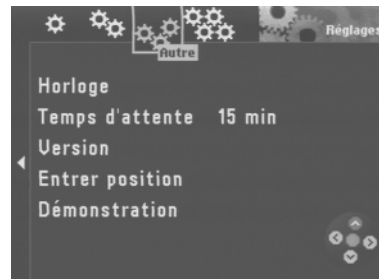 Réglages
Autre
Horloge
Temps d'attente 15 min
Version
Entrer position
Démonstration